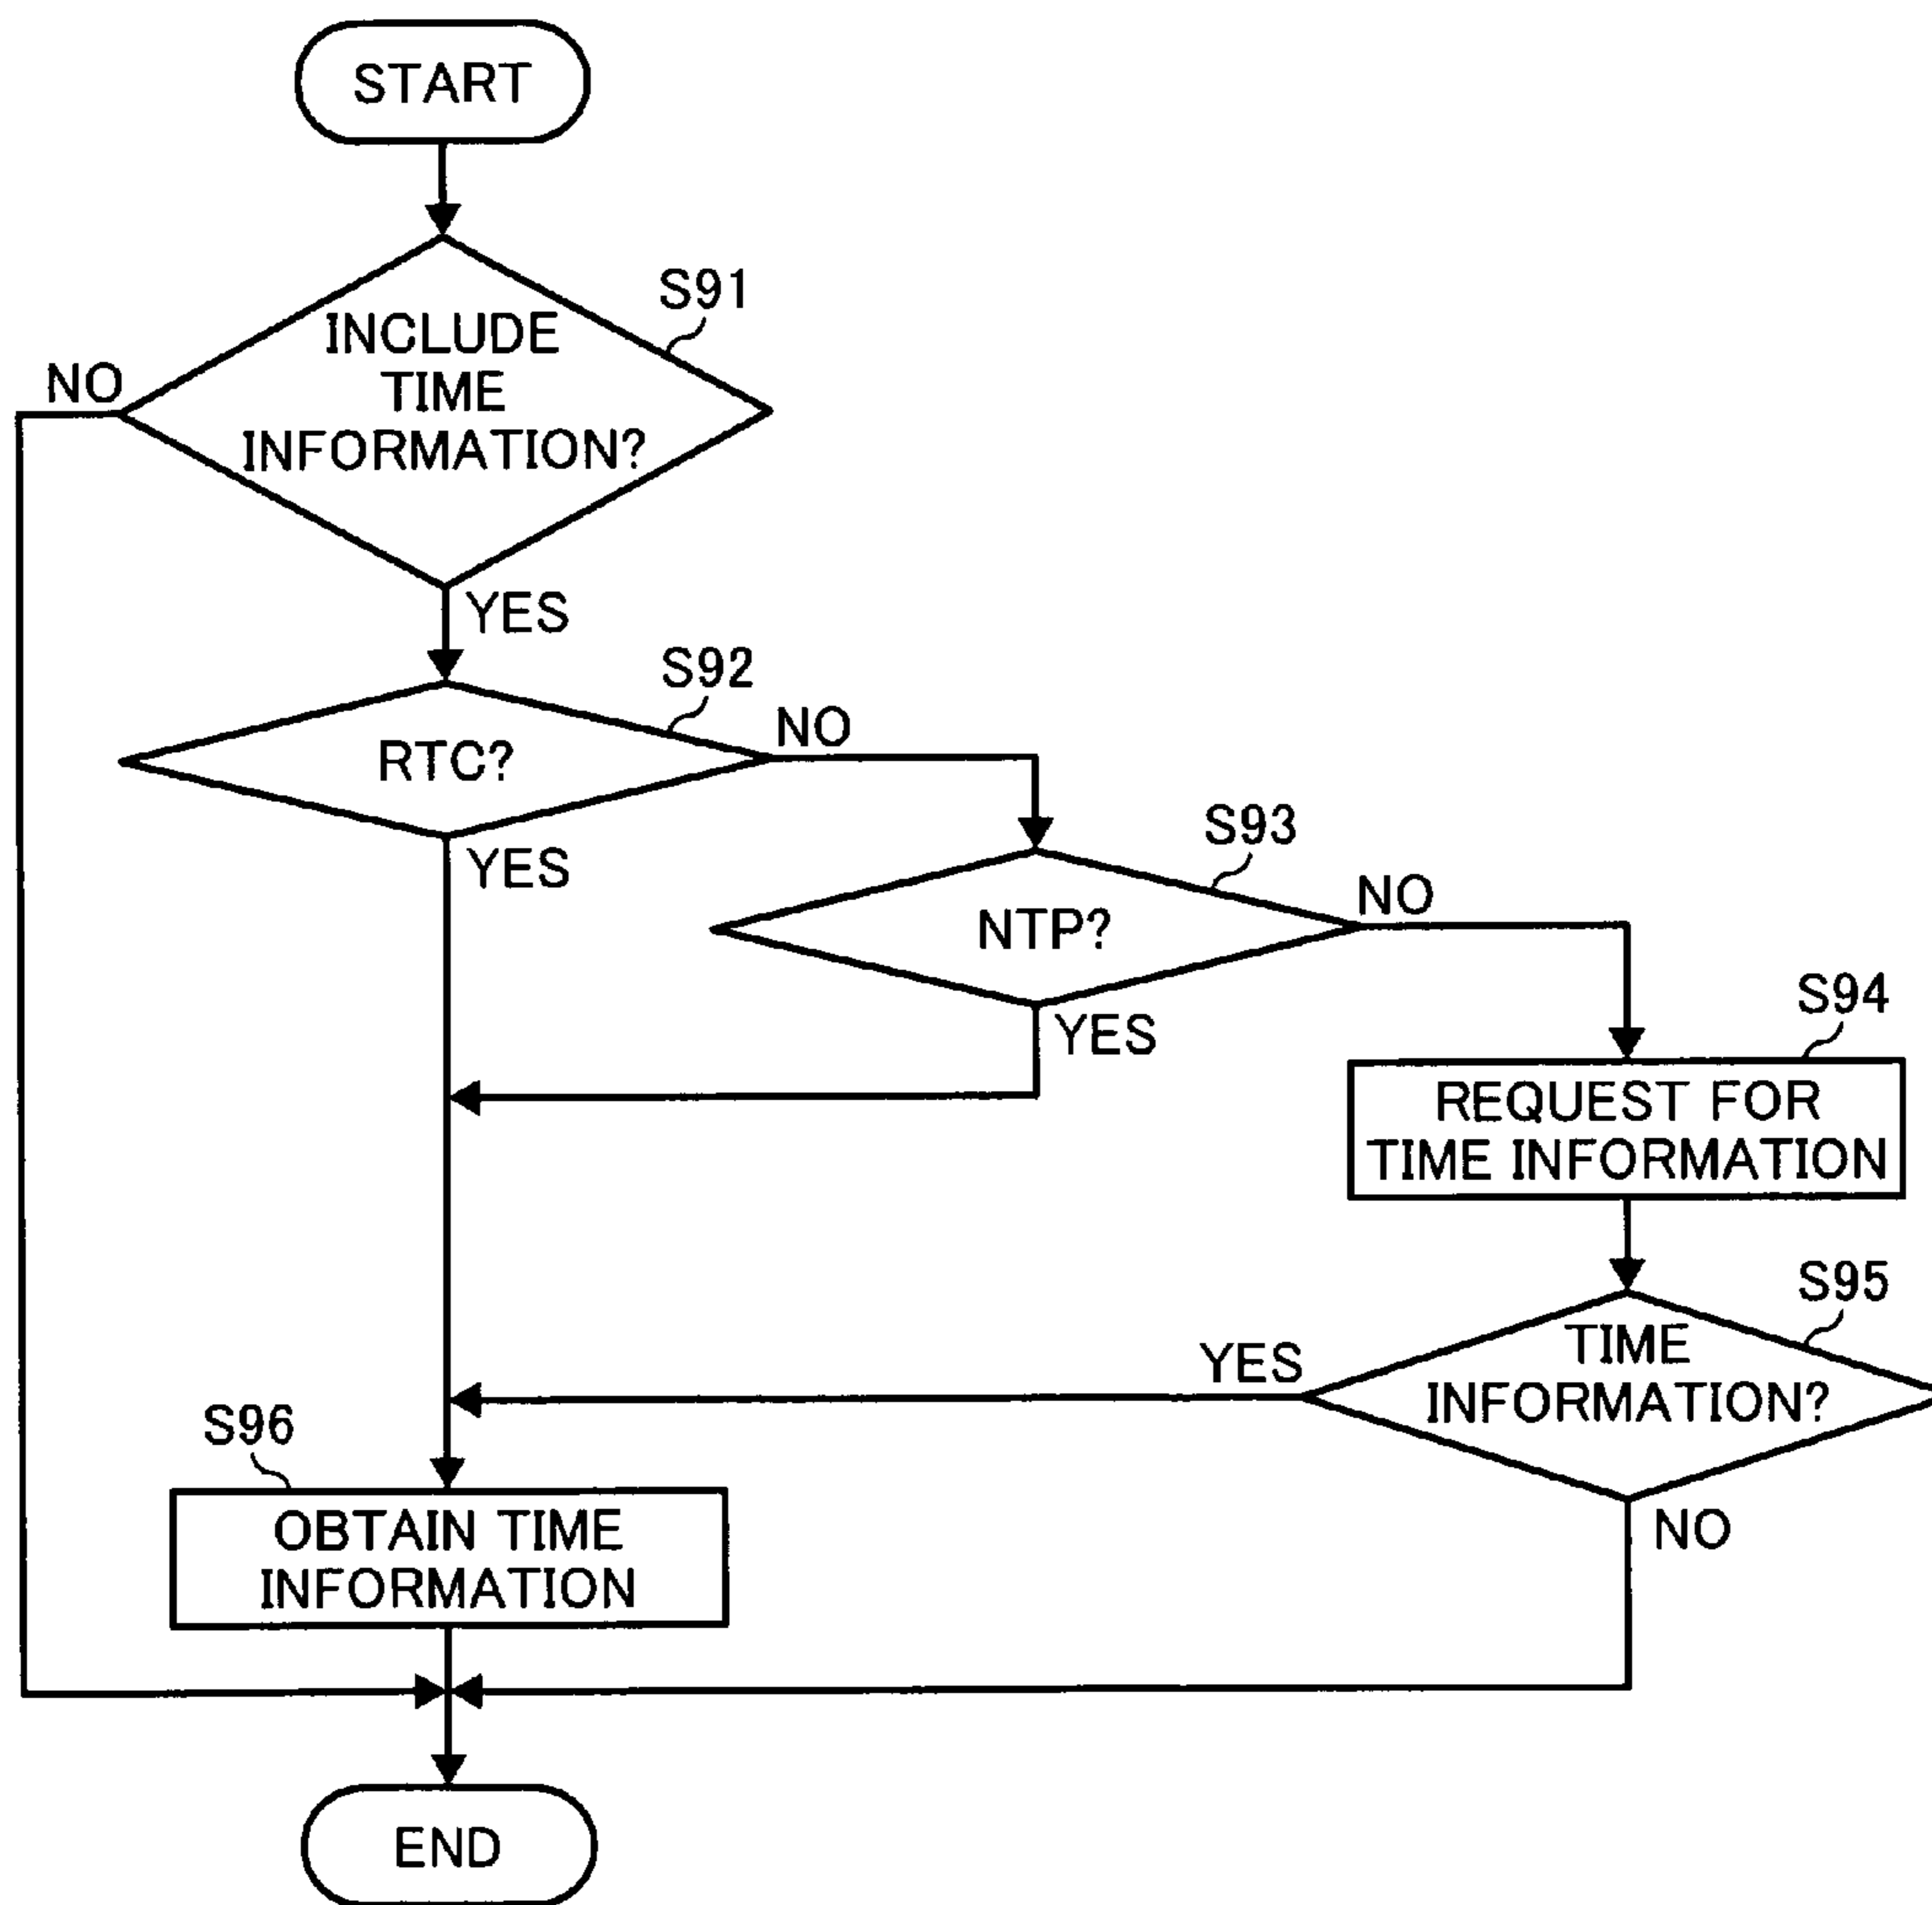 START
S91
INCLUDE
TIME
INFORMATION?
NO
YES
S92
RTC?
NO
YES
S93
NTP?
NO
YES
S94
REQUEST FOR
TIME INFORMATION
S95
TIME
INFORMATION?
YES
NO
S96
OBTAIN TIME
INFORMATION
END